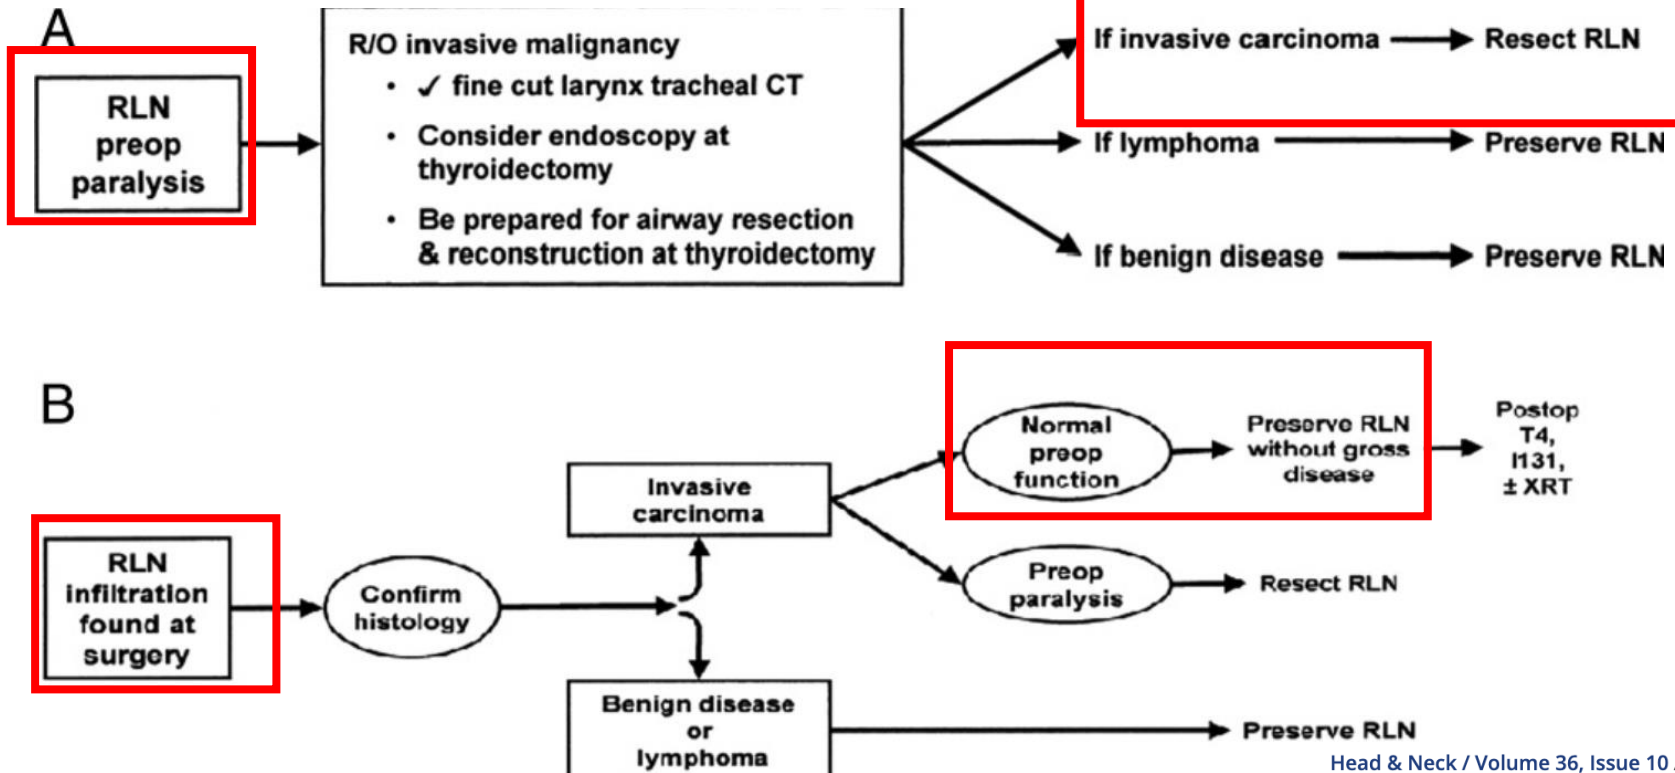 A
RLN
preop
paralysis
R/O invasive malignancy
• ✓ fine cut larynx tracheal CT
• Consider endoscopy at
thyroidectomy
• Be prepared for airway resection
& reconstruction at thyroidectomy
If invasive carcinoma
Resect RLN
If lymphoma
Preserve RLN
If benign disease
Preserve RLN
B
RLN
infiltration
found at
surgery
Confirm
histology
Invasive
carcinoma
Normal
preop
function
Preserve RLN
without gross
disease
Postop
T4,
I131,
± XRT
Preop
paralysis
Resect RLN
Benign disease
or
lymphoma
Preserve RLN
Head & Neck / Volume 36, Issue 10